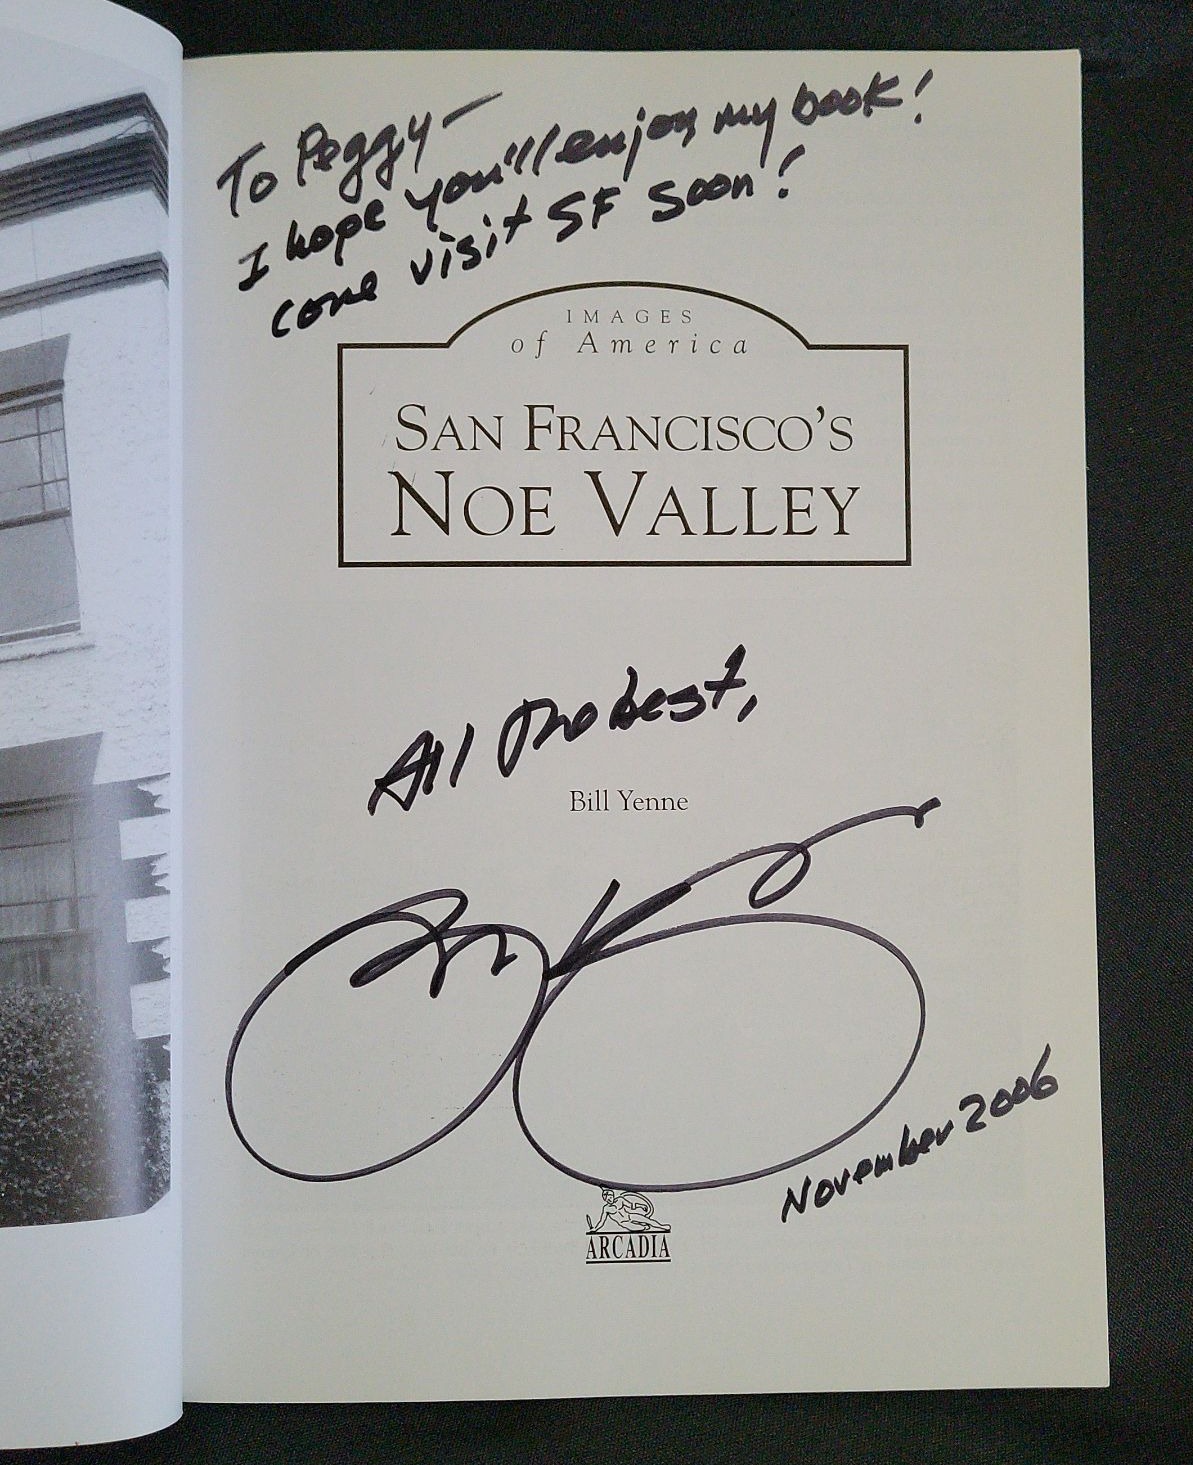 To Peggy—
I hope you'll enjoy my book!
come visit SF soon!
IMAGES
of America
SAN FRANCISCO'S
NOE VALLEY
All the best,
Bill Yenne
November 2006
ARCADIA